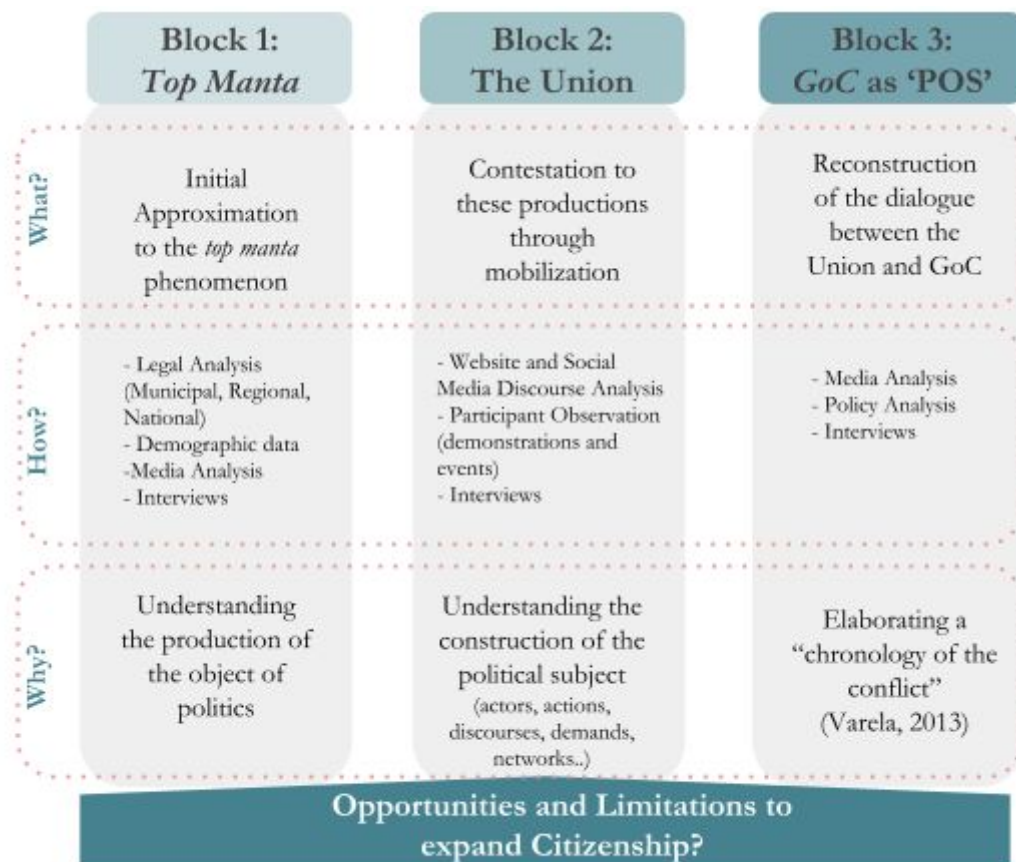 Block 1:
Top Manta
Block 2:
The Union
Block 3:
GoC as ‘POS’
What?
Initial
Approximation
to the top manta
phenomenon
Contestation to
these productions
through
mobilization
Reconstruction
of the dialogue
between the
Union and GoC
How?
- Legal Analysis
(Municipal, Regional,
National)
- Demographic data
-Media Analysis
- Interviews
- Website and Social
Media Discourse Analysis
- Participant Observation
(demonstrations and
events)
- Interviews
- Media Analysis
- Policy Analysis
- Interviews
Why?
Understanding
the production of
the object of
politics
Understanding the
construction of the
political subject
(actors, actions,
discourses, demands,
networks..)
Elaborating a
“chronology of the
conflict”
(Varela, 2013)
Opportunities and Limitations to
expand Citizenship?